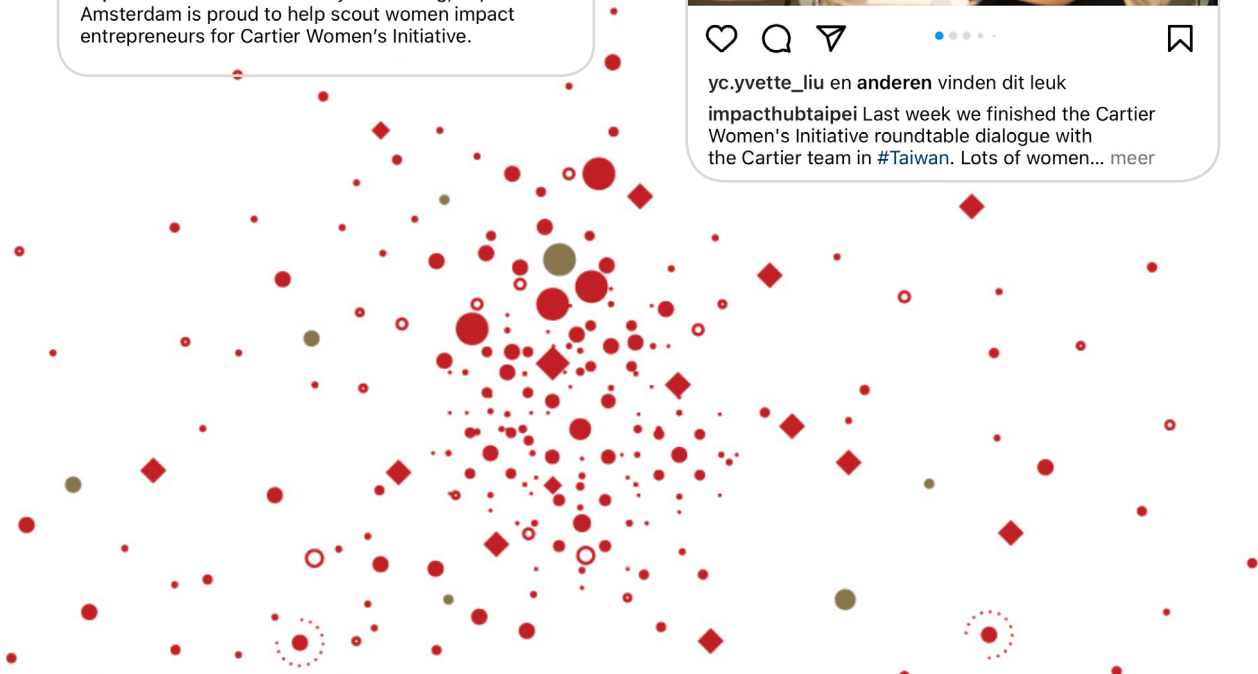 Amsterdam is proud to help scout women impact
entrepreneurs for Cartier Women’s Initiative.
yc.yvette_liu en anderen vinden dit leuk
impacthubtaipei Last week we finished the Cartier
Women's Initiative roundtable dialogue with
the Cartier team in #Taiwan. Lots of women... meer